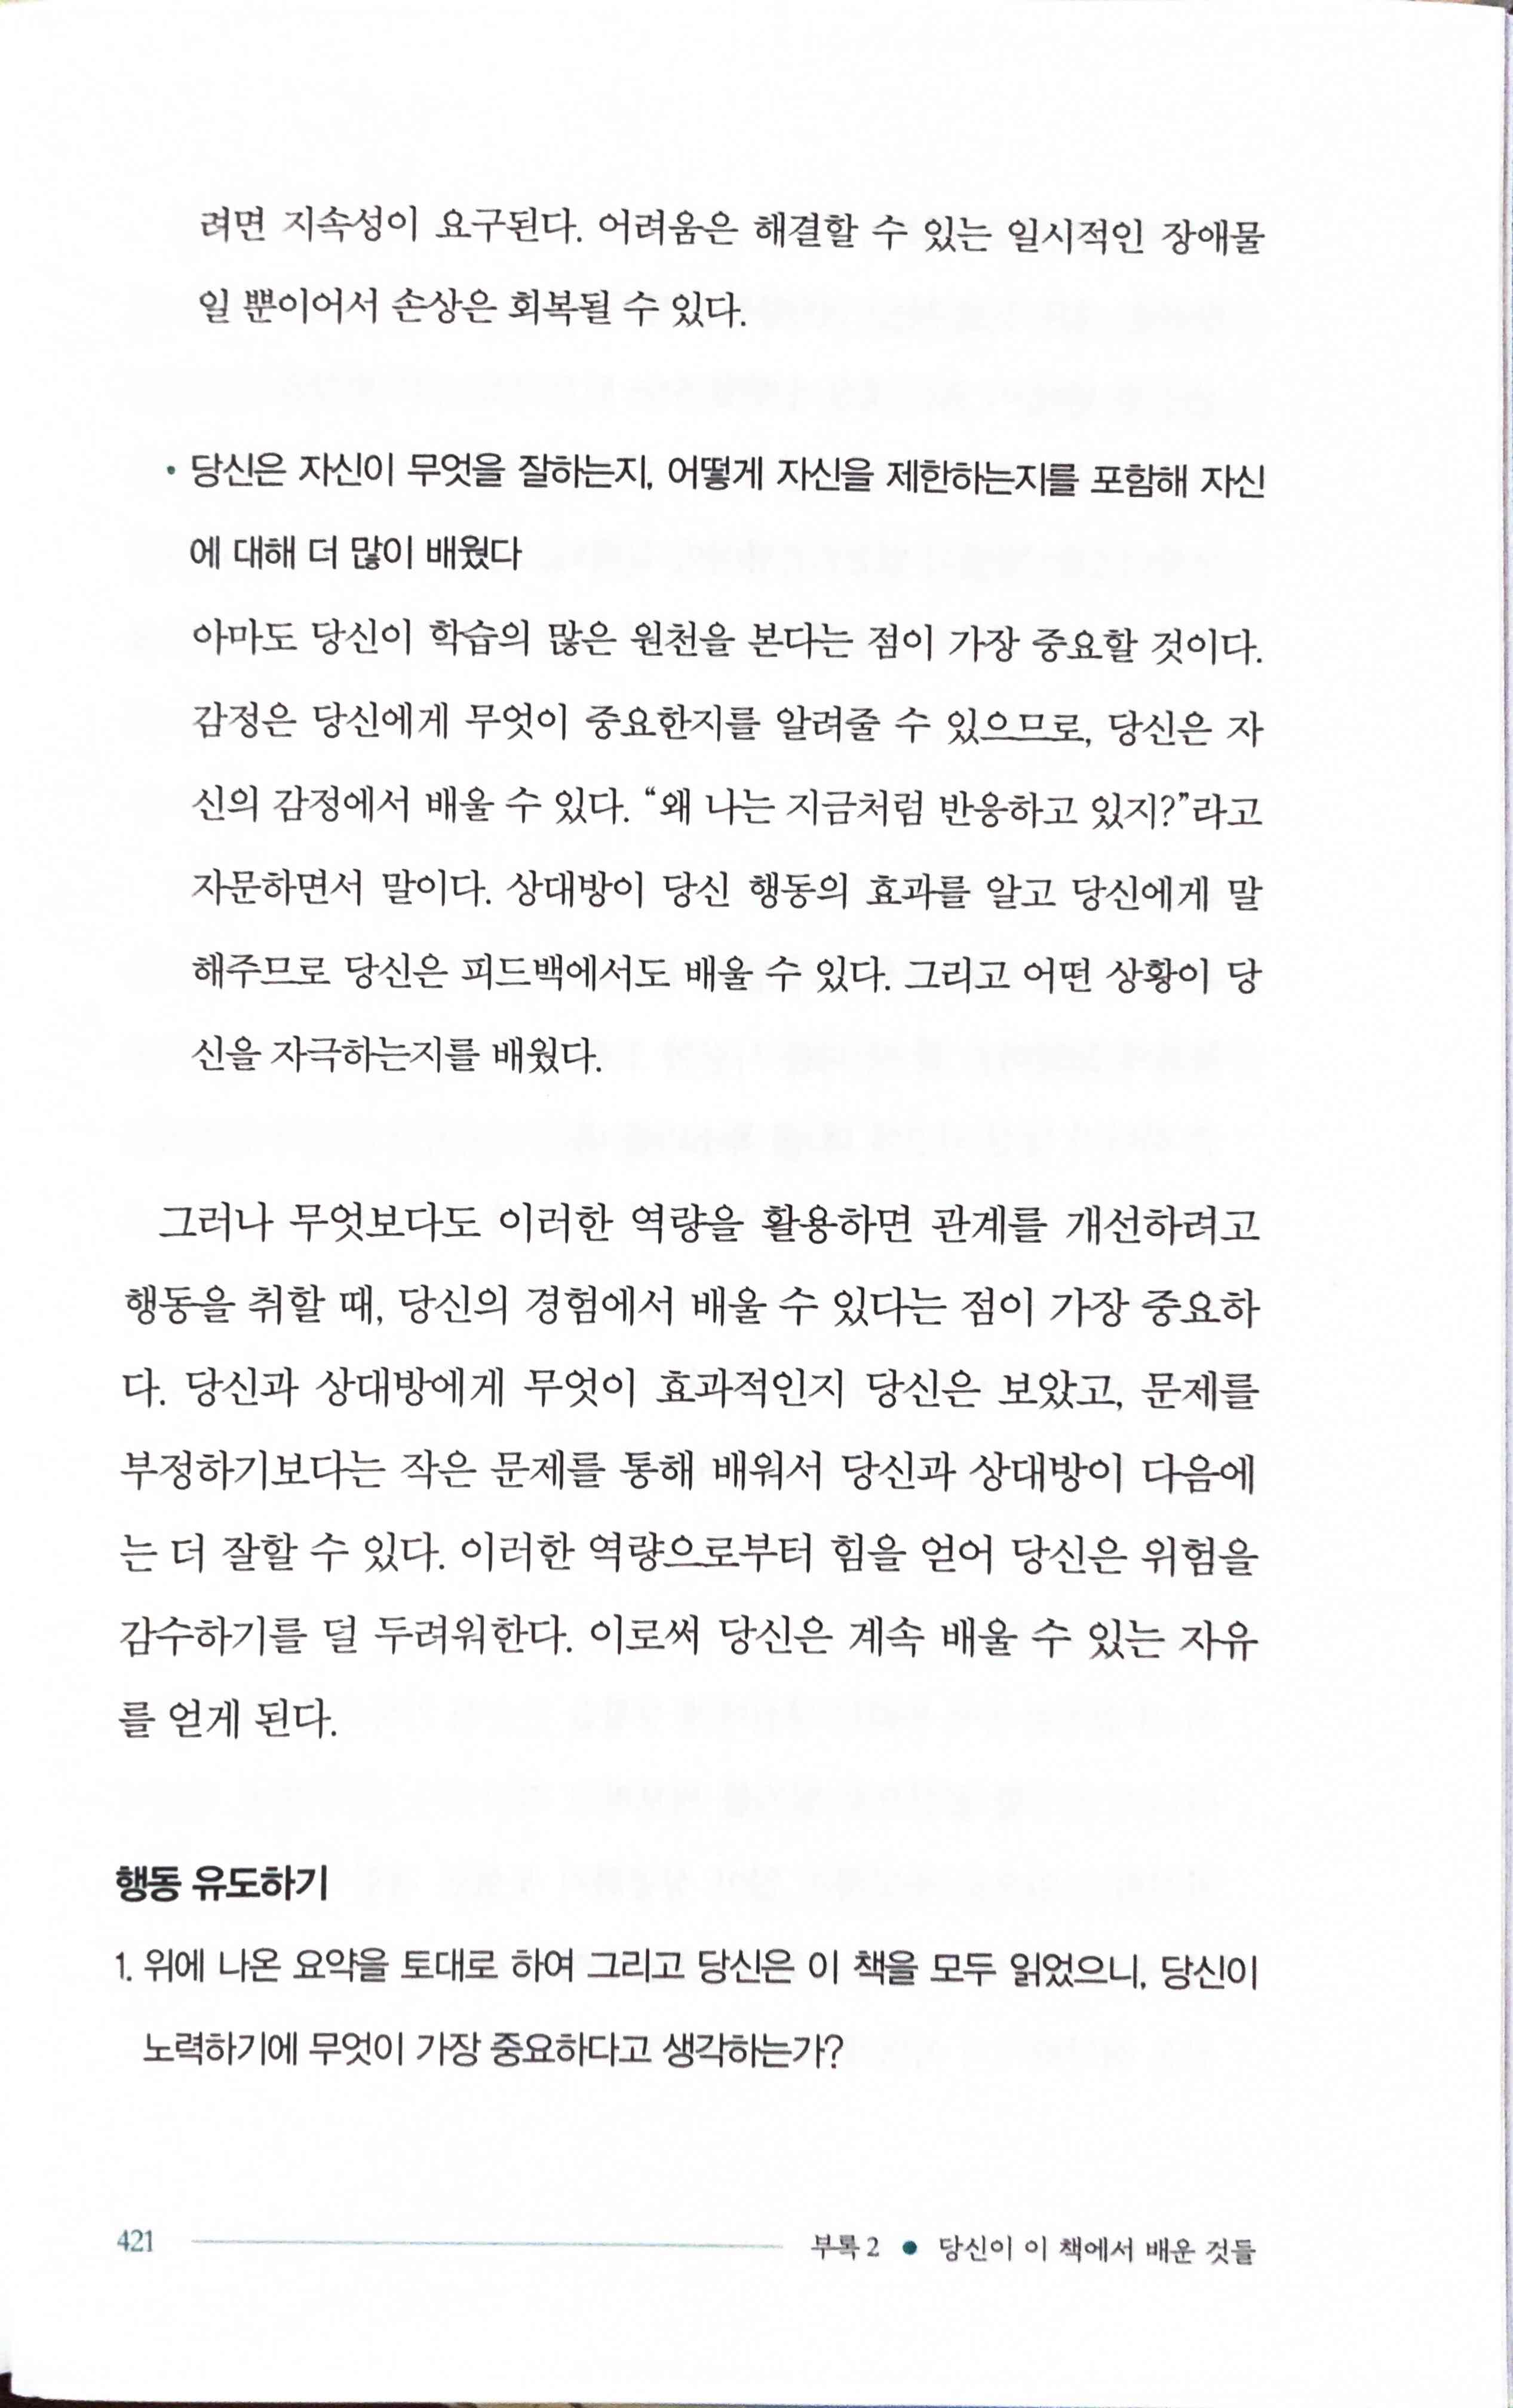 려면 지속성이 요구된다. 어려움은 해결할 수 있는 일시적인 장애물
일 뿐이어서 손상은 회복될 수 있다.
• 당신은 자신이 무엇을 잘하는지, 어떻게 자신을 제한하는지를 포함해 자신
에 대해 더 많이 배웠다
아마도 당신이 학습의 많은 원천을 본다는 점이 가장 중요할 것이다.
감정은 당신에게 무엇이 중요한지를 알려줄 수 있으므로, 당신은 자
신의 감정에서 배울 수 있다. “왜 나는 지금처럼 반응하고 있지?”라고
자문하면서 말이다. 상대방이 당신 행동의 효과를 알고 당신에게 말
해주므로 당신은 피드백에서도 배울 수 있다. 그리고 어떤 상황이 당
신을 자극하는지를 배웠다.
그러나 무엇보다도 이러한 역량을 활용하면 관계를 개선하려고
행동을 취할 때, 당신의 경험에서 배울 수 있다는 점이 가장 중요하
다. 당신과 상대방에게 무엇이 효과적인지 당신은 보았고, 문제를
부정하기보다는 작은 문제를 통해 배워서 당신과 상대방이 다음에
는 더 잘할 수 있다. 이러한 역량으로부터 힘을 얻어 당신은 위험을
감수하기를 덜 두려워한다. 이로써 당신은 계속 배울 수 있는 자유
를 얻게 된다.
행동 유도하기
1. 위에 나온 요약을 토대로 하여 그리고 당신은 이 책을 모두 읽었으니, 당신이
노력하기에 무엇이 가장 중요하다고 생각하는가?
421 부록 2 ● 당신이 이 책에서 배운 것들